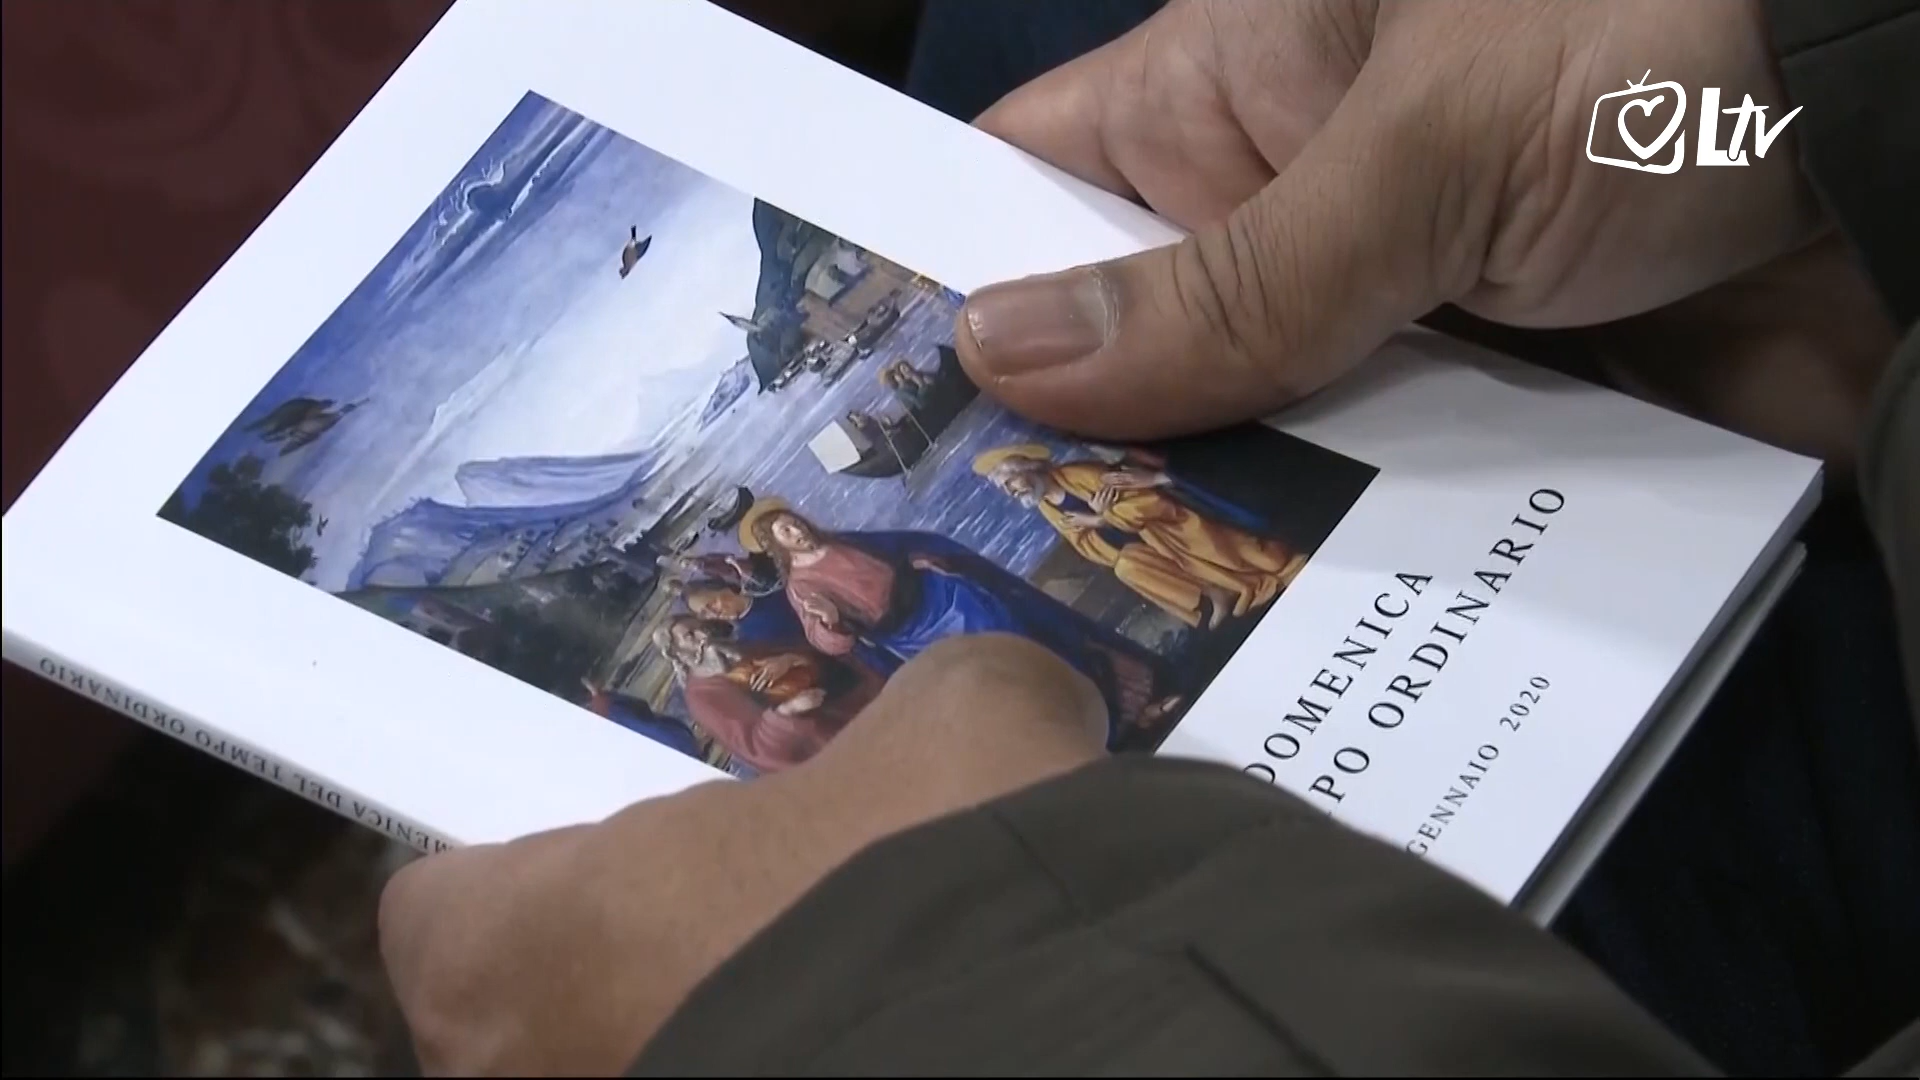 LTV
DOMENICA
PO ORDINARIO
GENNAIO 2020
MENICA DEL TEMPO ORDINARIO